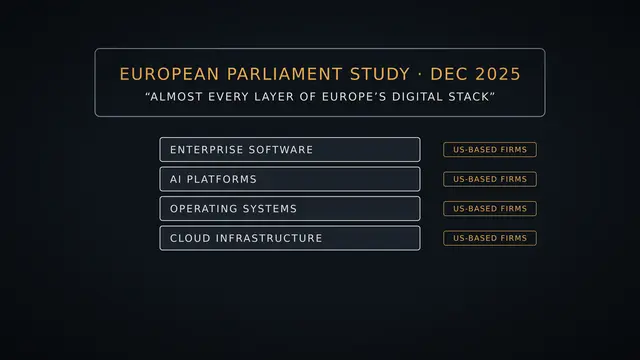 EUROPEAN PARLIAMENT STUDY · DEC 2025
“ALMOST EVERY LAYER OF EUROPE’S DIGITAL STACK”
ENTERPRISE SOFTWARE
US-BASED FIRMS
AI PLATFORMS
US-BASED FIRMS
OPERATING SYSTEMS
US-BASED FIRMS
CLOUD INFRASTRUCTURE
US-BASED FIRMS